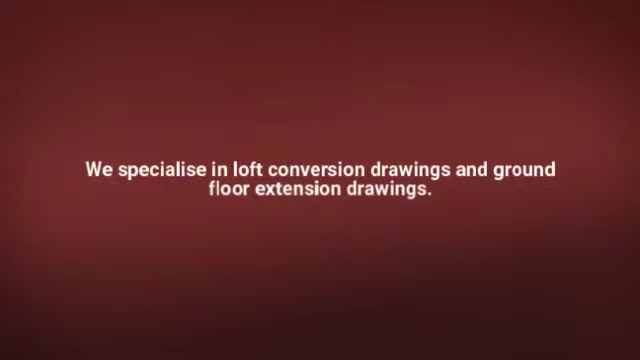 We specialise in loft conversion drawings and ground
floor extension drawings.